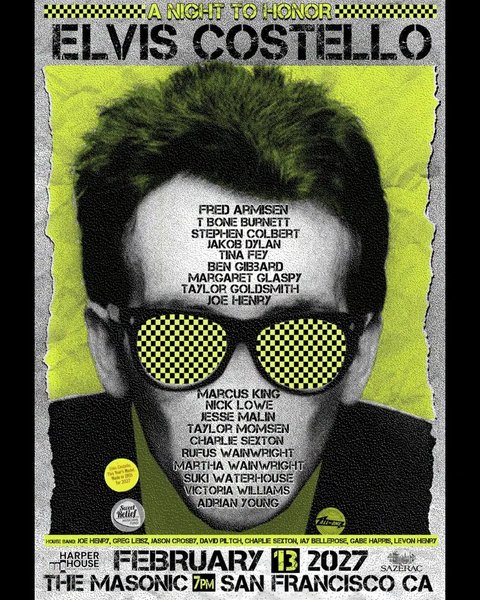 A NIGHT TO HONOR
ELVIS COSTELLO
FRED ARMISEN
T BONE BURNETT
STEPHEN COLBERT
JAKOB DYLAN
TINA FEY
BEN GIBBARD
MARGARET GLASPY
TAYLOR GOLDSMITH
JOE HENRY
MARCUS KING
NICK LOWE
JESSE MALIN
TAYLOR MOMSEN
CHARLIE SEXTON
RUFUS WAINWRIGHT
MARTHA WAINWRIGHT
SUKI WATERHOUSE
VICTORIA WILLIAMS
ADRIAN YOUNG
Sweet
Relief
HOUSE BAND: JOE HENRY, GREG LEISZ, JASON CROSBY, DAVID PILTCH, CHARLIE SEXTON, JAY BELLEROSE, GABE HARRIS, LEVON HENRY
HARPER
HOUSE
FEBRUARY 13 2027
SAZERAC
THE MASONIC 7PM SAN FRANCISCO CA